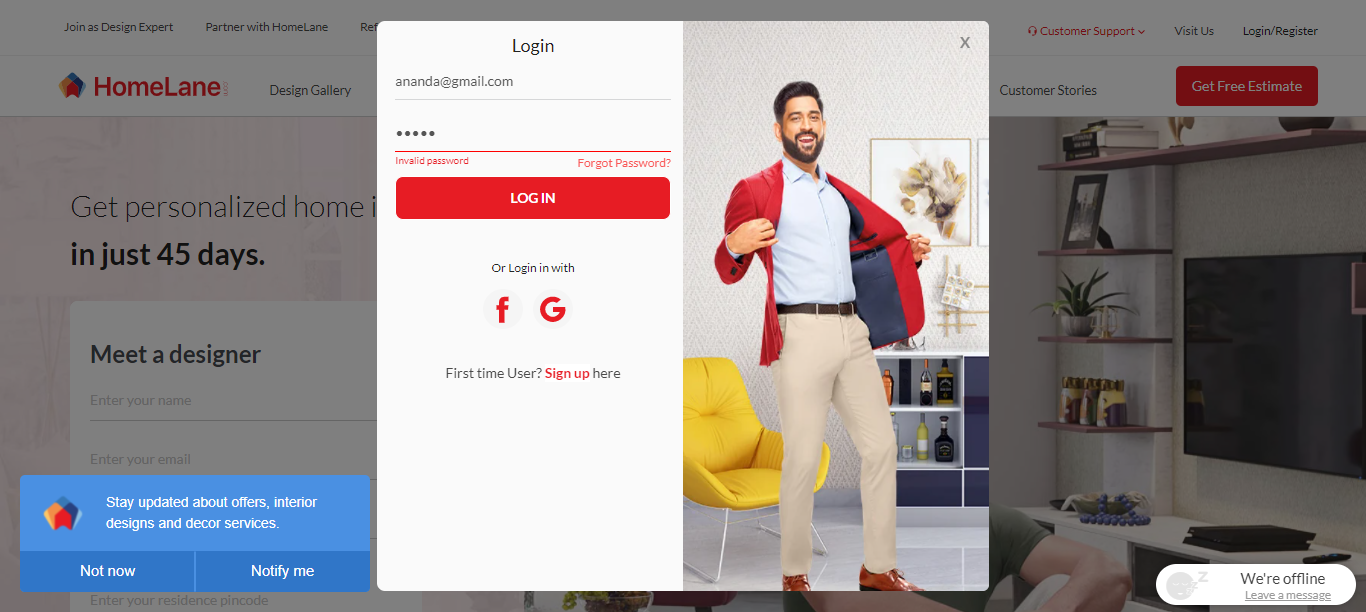 Join as Design Expert
Partner with HomeLane
Ref
Customer Support
Visit Us
Login/Register
HomeLane
Design Gallery
Customer Stories
Get Free Estimate
Get personalized home i
in just 45 days.
Meet a designer
Enter your name
Enter your email
Enter your residence pincode
Login
X
ananda@gmail.com
•••••
Invalid password
Forgot Password?
LOG IN
Or Login in with
f
G
First time User? Sign up here
Stay updated about offers, interior
designs and decor services.
Not now
Notify me
We're offline
Leave a message